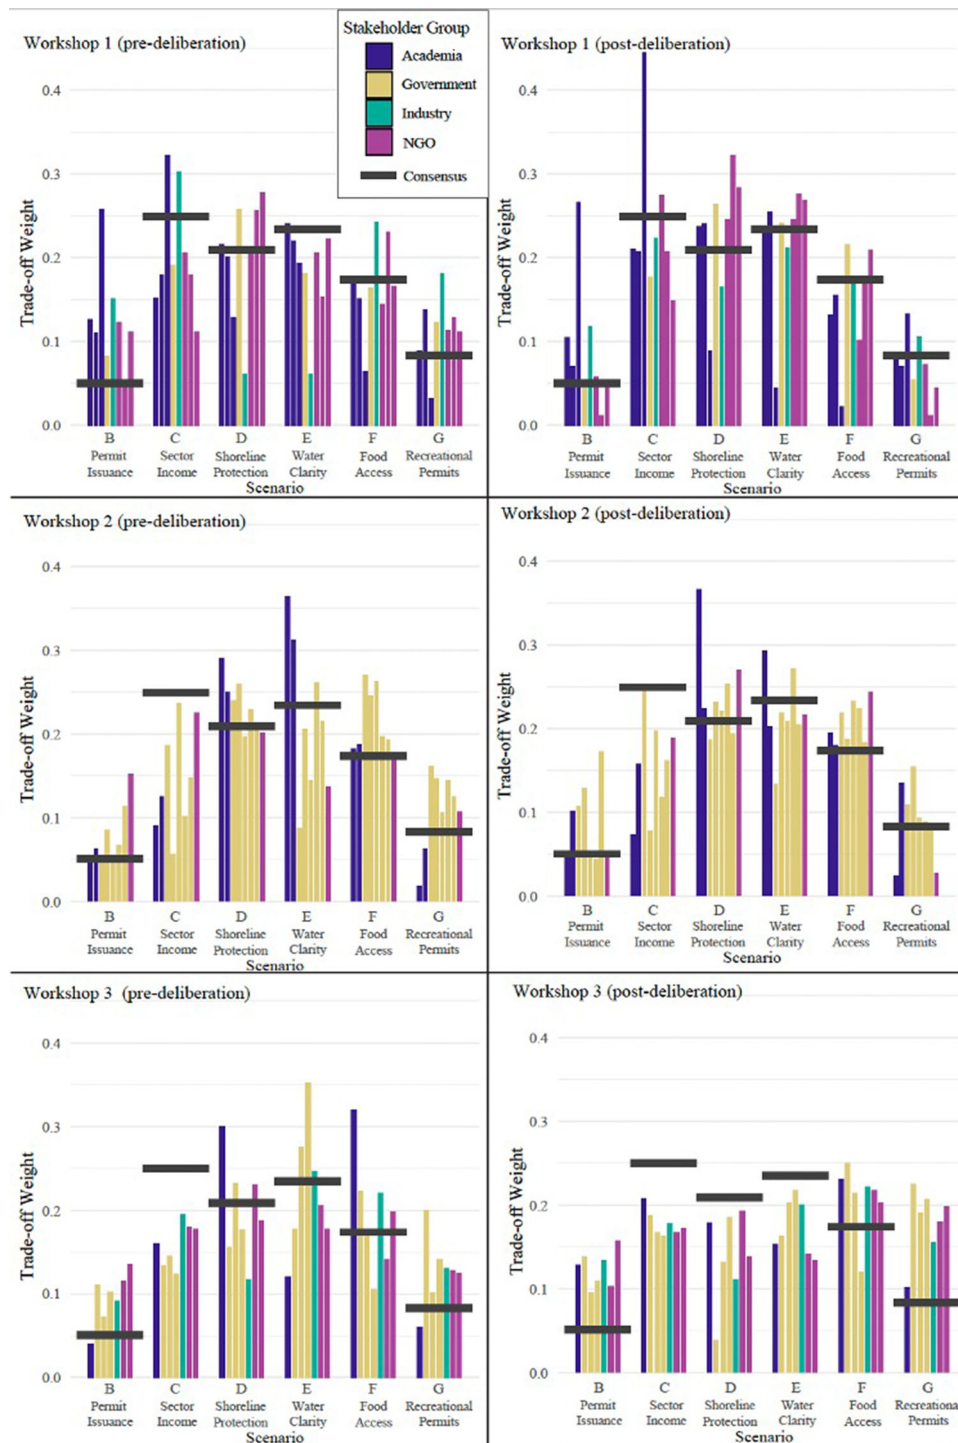 Workshop 1 (pre-deliberation)
Stakeholder Group
Academia
Government
Industry
NGO
Consensus
Trade-off Weight
0.4
0.3
0.2
0.1
0.0
B C D E F G
Permit Sector Shoreline Water Food Recreational
Issuance Income Protection Clarity Access Permits
Scenario
Workshop 1 (post-deliberation)
Trade-off Weight
0.4
0.3
0.2
0.1
0.0
B C D E F G
Permit Sector Shoreline Water Food Recreational
Issuance Income Protection Clarity Access Permits
Scenario
Workshop 2 (pre-deliberation)
Trade-off Weight
0.4
0.3
0.2
0.1
0.0
B C D E F G
Permit Sector Shoreline Water Food Recreational
Issuance Income Protection Clarity Access Permits
Scenario
Workshop 2 (post-deliberation)
Trade-off Weight
0.4
0.3
0.2
0.1
0.0
B C D E F G
Permit Sector Shoreline Water Food Recreational
Issuance Income Protection Clarity Access Permits
Scenario
Workshop 3 (pre-deliberation)
Trade-off Weight
0.4
0.3
0.2
0.1
0.0
B C D E F G
Permit Sector Shoreline Water Food Recreational
Issuance Income Protection Clarity Access Permits
Scenario
Workshop 3 (post-deliberation)
Trade-off Weight
0.4
0.3
0.2
0.1
0.0
B C D E F G
Permit Sector Shoreline Water Food Recreational
Issuance Income Protection Clarity Access Permits
Scenario